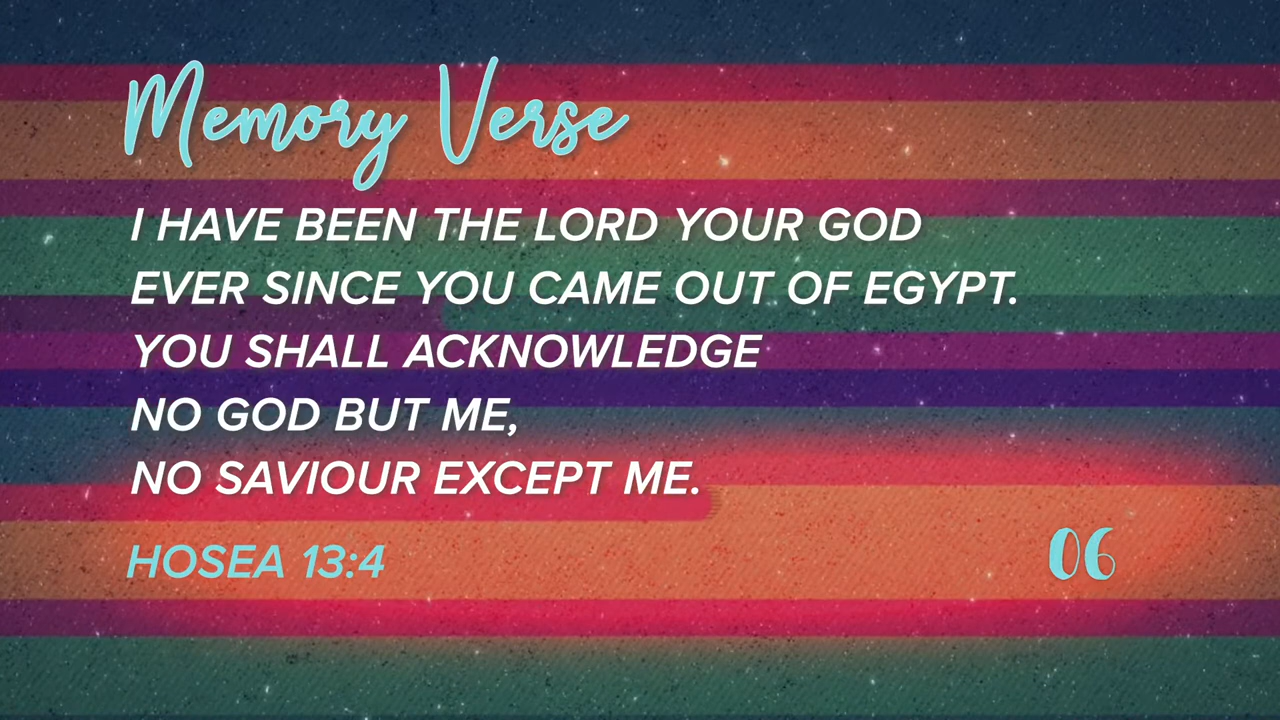 Memory Verse
I HAVE BEEN THE LORD YOUR GOD
EVER SINCE YOU CAME OUT OF EGYPT.
YOU SHALL ACKNOWLEDGE
NO GOD BUT ME,
NO SAVIOUR EXCEPT ME.
HOSEA 13:4
06